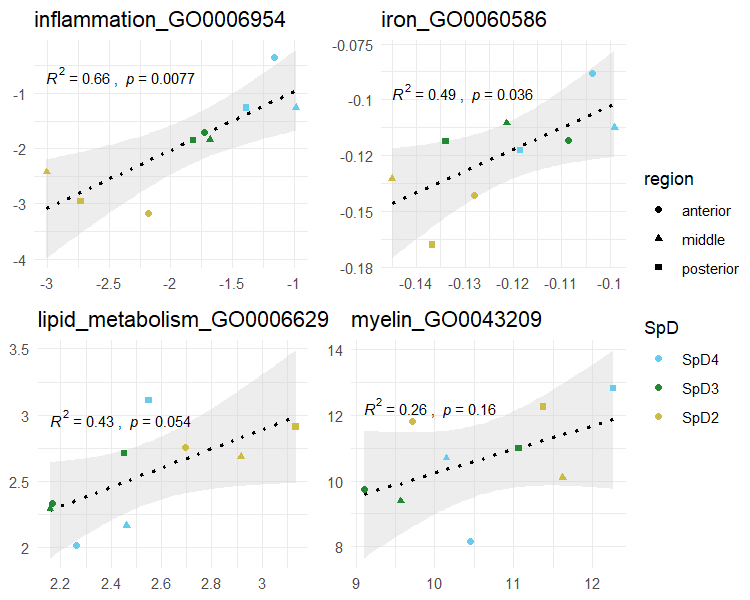 inflammation_GO0006954
R² = 0.66 , p = 0.0077
-1
-2
-3
-4
-3
-2.5
-2
-1.5
-1
iron_GO0060586
R² = 0.49 , p = 0.036
-0.075
-0.1
-0.12
-0.15
-0.18
-0.14
-0.13
-0.12
-0.11
-0.1
lipid_metabolism_GO0006629
R² = 0.43 , p = 0.054
3.5
3
2.5
2
2.2
2.4
2.6
2.8
3
myelin_GO0043209
R² = 0.26 , p = 0.16
14
12
10
8
9
10
11
12
region
anterior
middle
posterior
SpD
SpD4
SpD3
SpD2